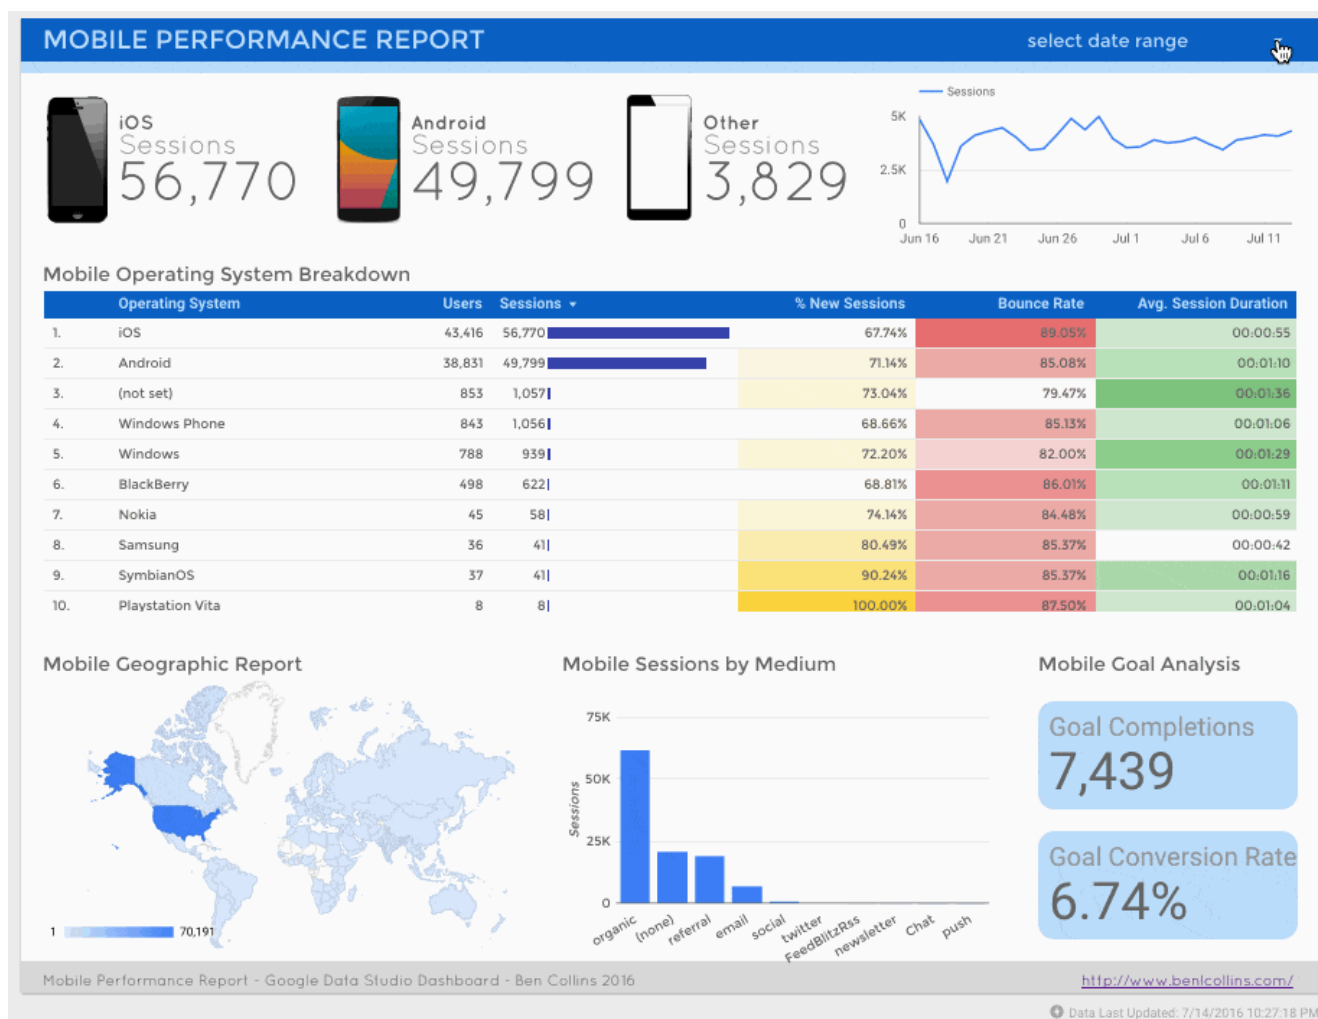 MOBILE PERFORMANCE REPORT
select date range
iOS
Sessions
56,770
Android
Sessions
49,799
Other
Sessions
3,829
Sessions
5K
2.5K
0
Jun 16 Jun 21 Jun 26 Jul 1 Jul 6 Jul 11
Mobile Operating System Breakdown
Operating System Users Sessions % New Sessions Bounce Rate Avg. Session Duration
1. iOS 43,416 56,770 67.74% 89.05% 00:00:55
2. Android 38,831 49,799 71.14% 85.08% 00:01:10
3. (not set) 853 1,057 73.04% 79.47% 00:01:36
4. Windows Phone 843 1,056 68.66% 85.13% 00:01:06
5. Windows 788 939 72.20% 82.00% 00:01:29
6. BlackBerry 498 622 68.81% 86.01% 00:01:11
7. Nokia 45 58 74.14% 84.48% 00:00:59
8. Samsung 36 41 80.49% 85.37% 00:00:42
9. SymbianOS 37 41 90.24% 85.37% 00:01:16
10. Playstation Vita 8 8 100.00% 87.50% 00:01:04
Mobile Geographic Report
1 70,191
Mobile Sessions by Medium
75K
50K
25K
0
Sessions
organic (none) referral email social twitter FeedBlitzRss newsletter Chat push
Mobile Goal Analysis
Goal Completions
7,439
Goal Conversion Rate
6.74%
Mobile Performance Report - Google Data Studio Dashboard - Ben Collins 2016
http://www.benlcollins.com/
Data Last Updated: 7/14/2016 10:27:18 PM